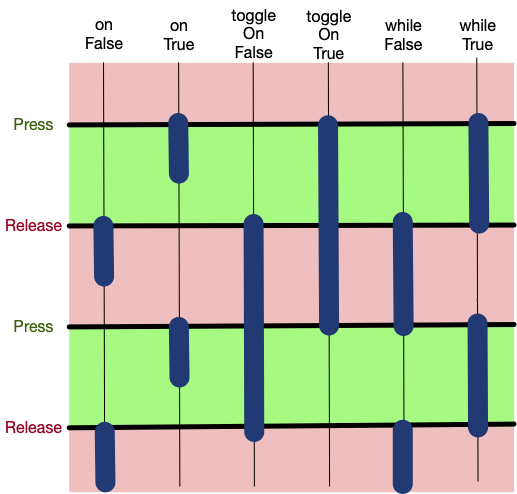 on
False
on
True
toggle
On
False
toggle
On
True
while
False
while
True
Press
Release
Press
Release